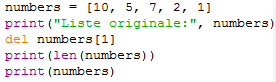 numbers = [10, 5, 7, 2, 1]
print("Liste originale:", numbers)
del numbers[1]
print(len(numbers))
print(numbers)